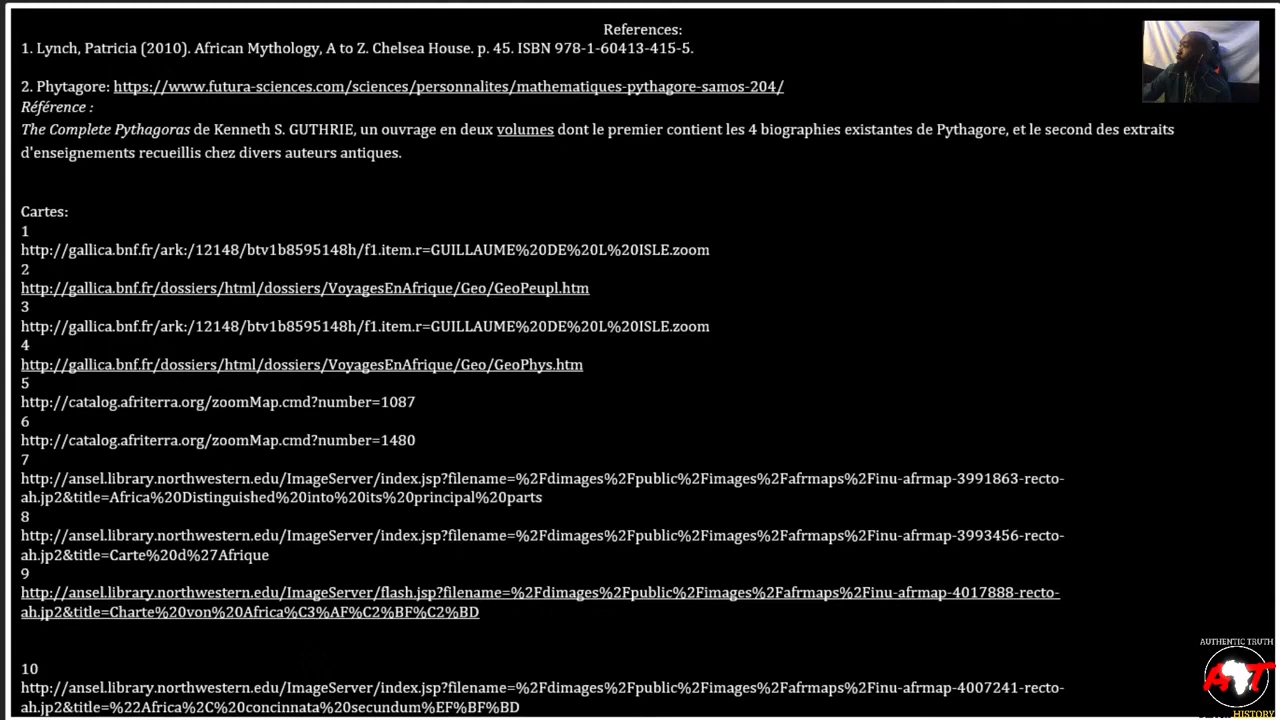 References:
1. Lynch, Patricia (2010). African Mythology, A to Z. Chelsea House. p. 45. ISBN 978-1-60413-415-5.
2. Phytagore: https://www.futura-sciences.com/sciences/personnalites/mathematiques-pythagore-samos-204/
Référence :
The Complete Pythagoras de Kenneth S. GUTHRIE, un ouvrage en deux volumes dont le premier contient les 4 biographies existantes de Pythagore, et le second des extraits
d'enseignements recueillis chez divers auteurs antiques.
Cartes:
1
http://gallica.bnf.fr/ark:/12148/btv1b8595148h/f1.item.r=GUILLAUME%20DE%20L%20ISLE.zoom
2
http://gallica.bnf.fr/dossiers/html/dossiers/VoyagesEnAfrique/Geo/GeoPeupl.htm
3
http://gallica.bnf.fr/ark:/12148/btv1b8595148h/f1.item.r=GUILLAUME%20DE%20L%20ISLE.zoom
4
http://gallica.bnf.fr/dossiers/html/dossiers/VoyagesEnAfrique/Geo/GeoPhys.htm
5
http://catalog.afriterra.org/zoomMap.cmd?number=1087
6
http://catalog.afriterra.org/zoomMap.cmd?number=1480
7
http://ansel.library.northwestern.edu/ImageServer/index.jsp?filename=%2Fdimages%2Fpublic%2Fimages%2Fafrmaps%2Finu-afrmap-3991863-recto-
ah.jp2&title=Africa%20Distinguished%20into%20its%20principal%20parts
8
http://ansel.library.northwestern.edu/ImageServer/index.jsp?filename=%2Fdimages%2Fpublic%2Fimages%2Fafrmaps%2Finu-afrmap-3993456-recto-
ah.jp2&title=Carte%20d%27Afrique
9
http://ansel.library.northwestern.edu/ImageServer/flash.jsp?filename=%2Fdimages%2Fpublic%2Fimages%2Fafrmaps%2Finu-afrmap-4017888-recto-
ah.jp2&title=Charte%20von%20Africa%C3%AF%C2%BF%C2%BD
10
http://ansel.library.northwestern.edu/ImageServer/index.jsp?filename=%2Fdimages%2Fpublic%2Fimages%2Fafrmaps%2Finu-afrmap-4007241-recto-
ah.jp2&title=%22Africa%2C%20concinnata%20secundum%EF%BF%BD
AUTHENTIC TRUTH
AT
HISTORY